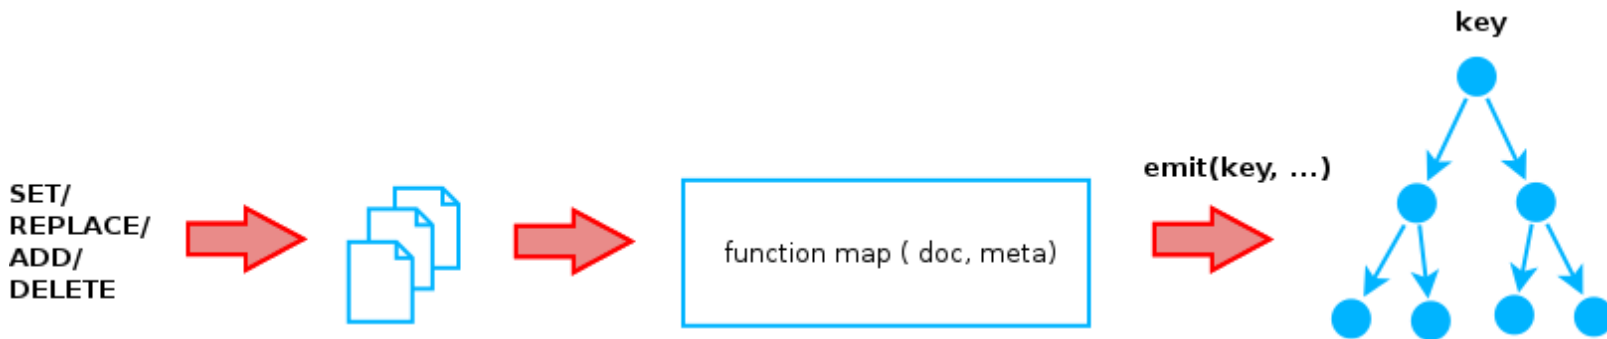 SET/
REPLACE/
ADD/
DELETE
function map ( doc, meta)
emit(key, ...)
key